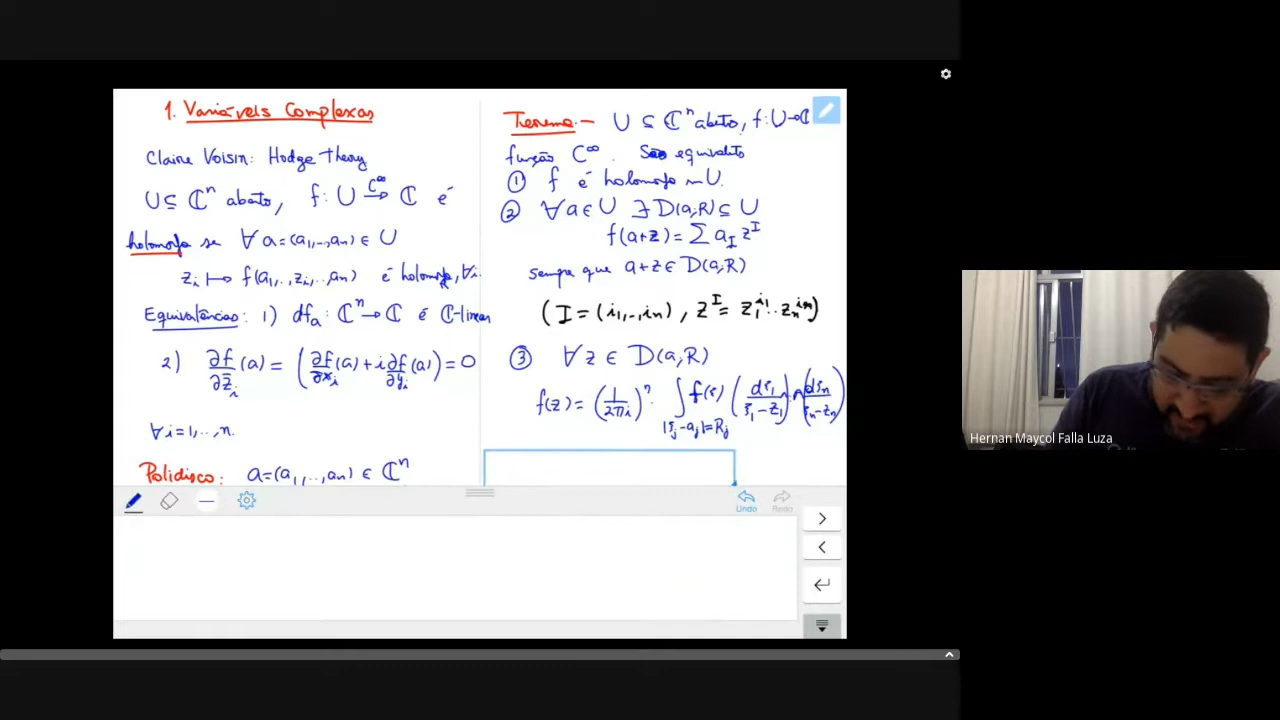 1. Variáveis Complexas
Claire Voisin: Hodge Theory
U ⊆ ℂⁿ aberto, f: U →^{C^∞} ℂ é
holomorfa se ∀ a=(a₁,..,aₙ) ∈ U
zᵢ ↦ f(a₁,..,zᵢ,..,aₙ) é holomorfa, ∀i.
Equivalências: 1) dfₐ: ℂⁿ → ℂ é ℂ-linear
2) ∂f/∂z̄ᵢ (a) = (∂f/∂xᵢ (a) + i ∂f/∂yᵢ (a)) = 0
∀ i=1,..,n.
Polidisco: a=(a₁,..,aₙ) ∈ ℂⁿ
Teorema.- U ⊆ ℂⁿ aberto, f: U→ℂ
função C^∞. São equivalentes
① f é holomorfa em U.
② ∀ a ∈ U ∃ D(a,R) ⊆ U
f(a+z) = ∑ a_I z^I
sempre que a+z ∈ D(a,R)
(I = (i₁,..,iₙ), z^I = z₁^{i₁}...zₙ^{iₙ})
③ ∀ z ∈ D(a,R)
f(z) = (1/2πi)ⁿ · ∫_{|ζⱼ-aⱼ|=Rⱼ} f(ζ) (dζ₁/ζ₁-z₁) ∧...∧ (dζₙ/ζₙ-zₙ)
Undo
Redo
Hernan Maycol Falla Luza